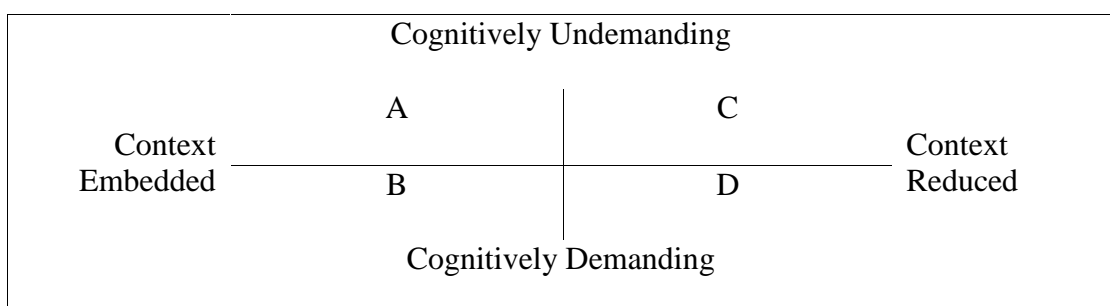 Cognitively Undemanding
A C
Context Embedded
Context Reduced
B D
Cognitively Demanding